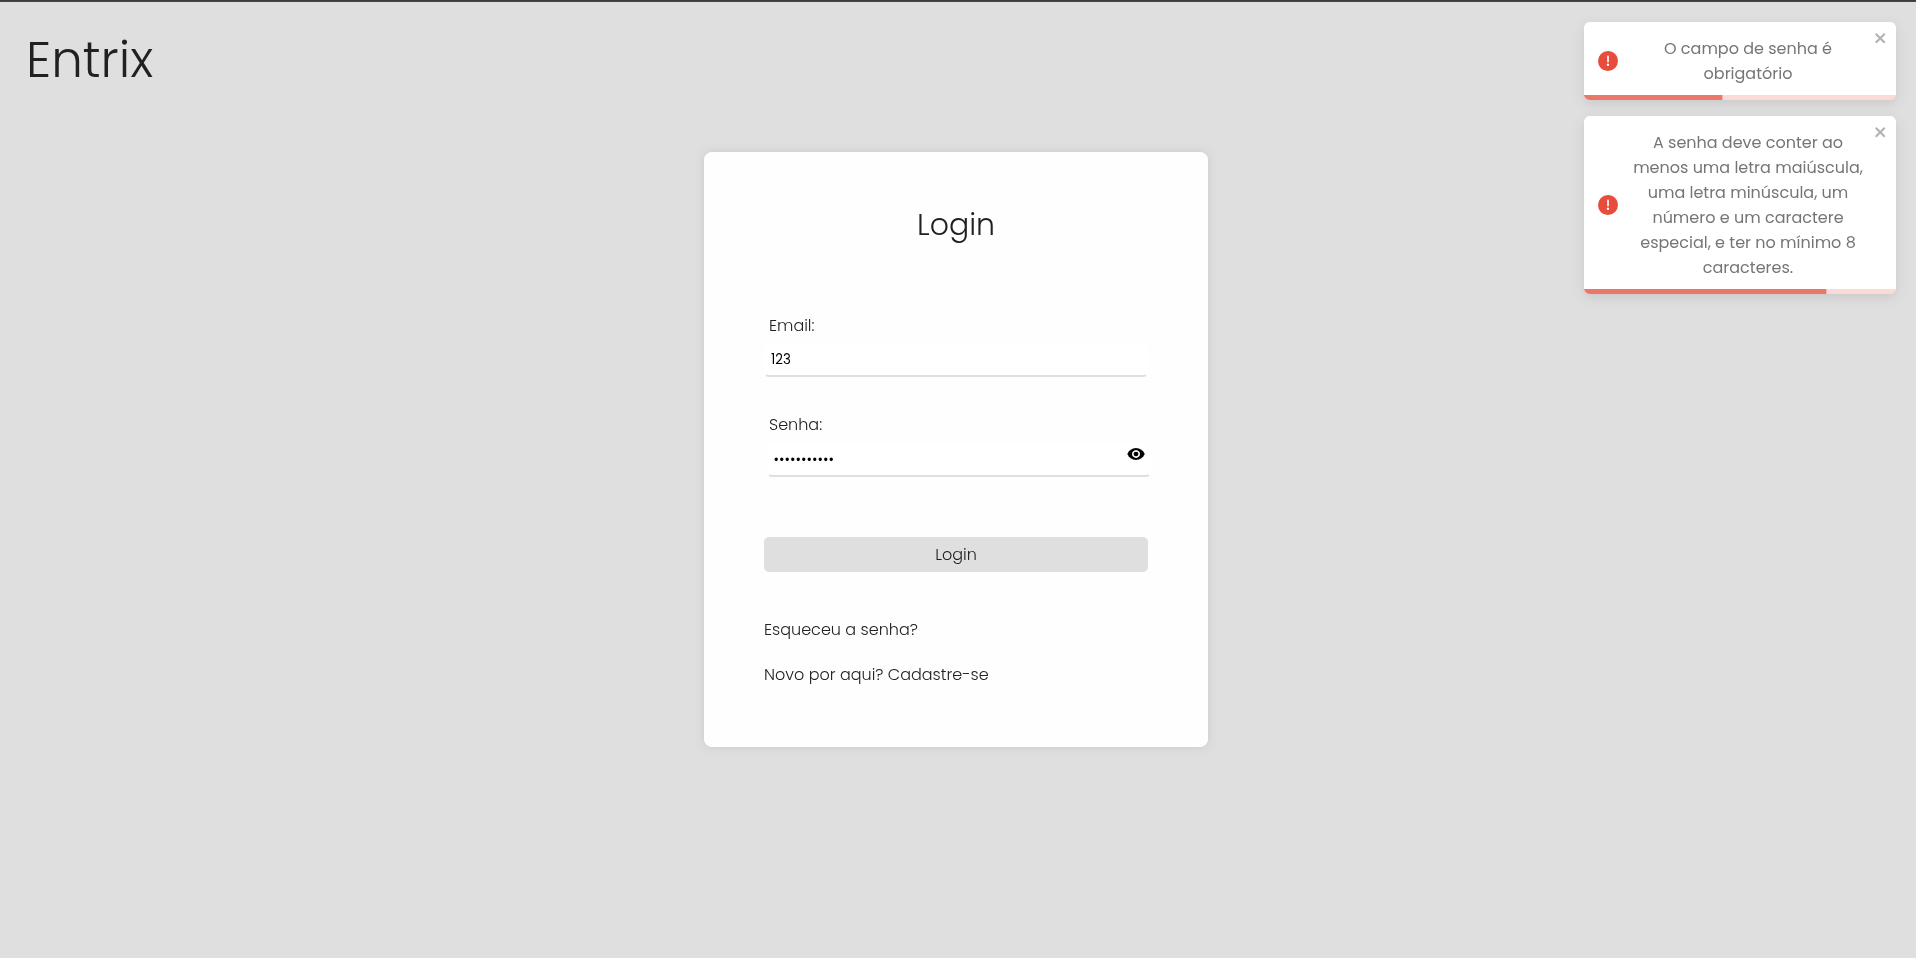 Entrix
O campo de senha é
obrigatório
A senha deve conter ao
menos uma letra maiúscula,
uma letra minúscula, um
número e um caractere
especial, e ter no mínimo 8
caracteres.
Login
Email:
123
Senha:
•••••••••••
Login
Esqueceu a senha?
Novo por aqui? Cadastre-se